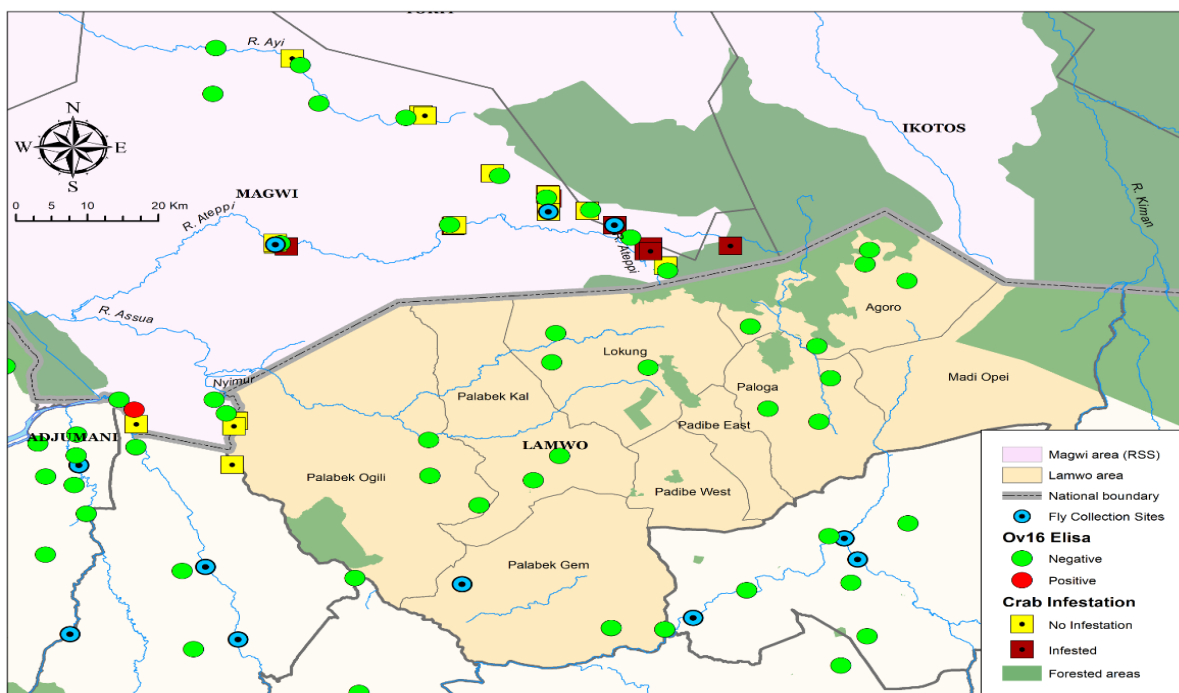 R. Ayi
N
W E
S
IKOTOS
0 5 10 20 Km
MAGWI
R. Ateppi
R. Ateppi
R. Kiman
R. Assua
Agoro
Nyimur
Lokung
Madi Opei
Palabek Kal
Paloga
Padibe East
ADJUMANI
LAMWO
Palabek Ogili
Padibe West
Palabek Gem
Magwi area (RSS)
Lamwo area
National boundary
Fly Collection Sites
Ov16 Elisa
Negative
Positive
Crab Infestation
No Infestation
Infested
Forested areas